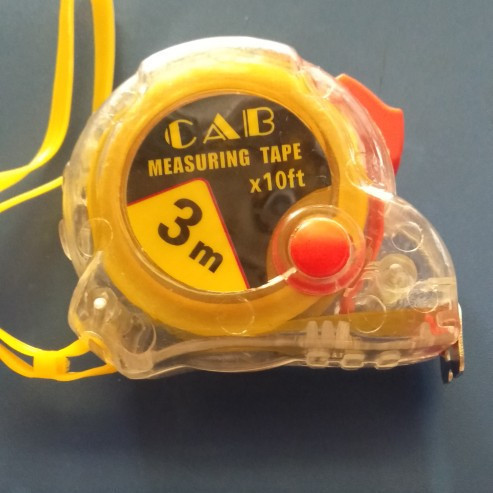 CAB
MEASURING TAPE
x10ft
3m